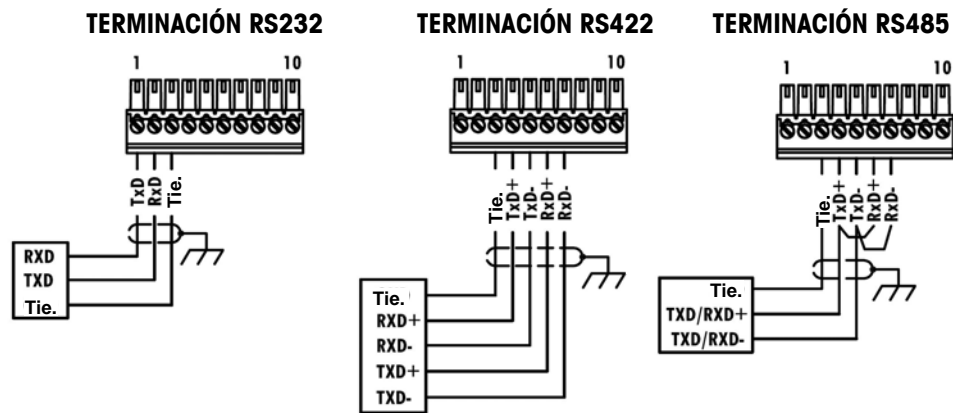 TERMINACIÓN RS232
1 10
TxD
RxD
Tie.
RXD
TXD
Tie.
TERMINACIÓN RS422
1 10
Tie.
TxD+
TxD-
RxD+
RxD-
Tie.
RXD+
RXD-
TXD+
TXD-
TERMINACIÓN RS485
1 10
Tie.
TxD+
TxD-
RxD+
RxD-
Tie.
TXD/RXD+
TXD/RXD-